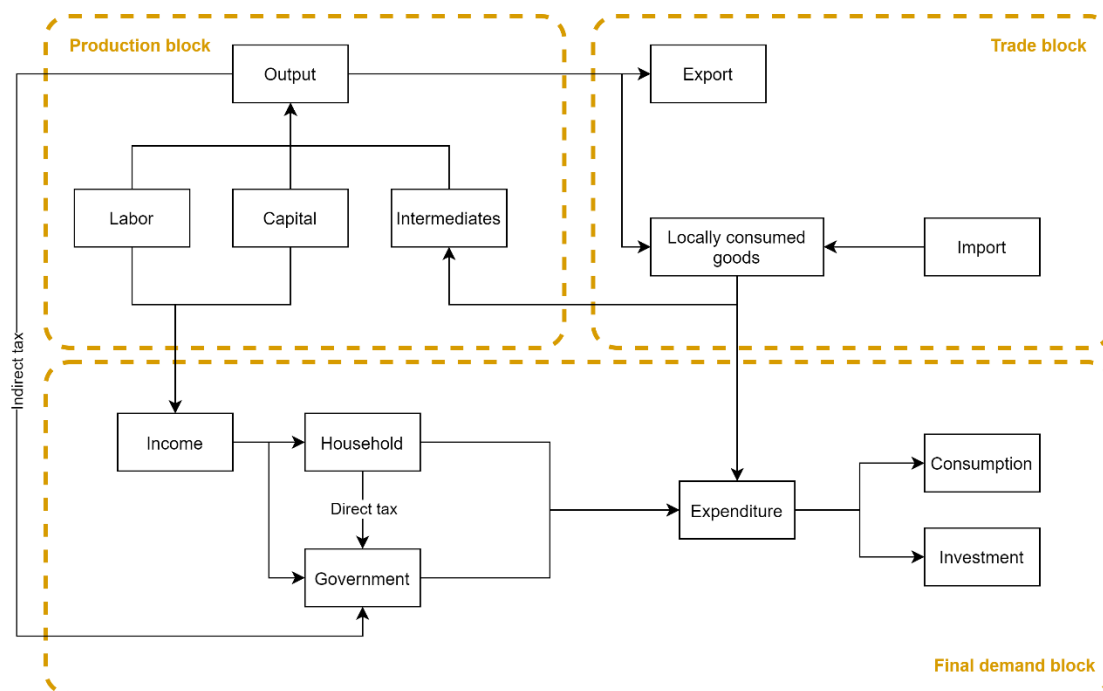 Production block
Trade block
Output
Export
Labor
Capital
Intermediates
Locally consumed
goods
Import
Indirect tax
Income
Household
Direct tax
Government
Expenditure
Consumption
Investment
Final demand block